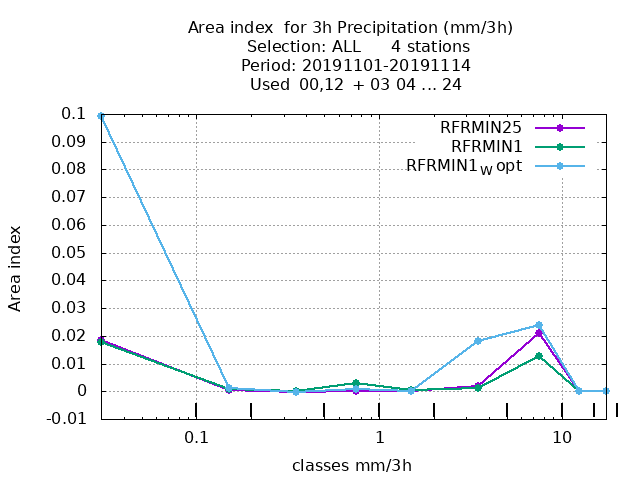 Area index  for 3h Precipitation (mm/3h)
Selection: ALL      4 stations
Period: 20191101-20191114
Used  00,12  + 03 04 ... 24
RFRMIN25
RFRMIN1
RFRMIN1W opt
0.1
0.09
0.08
0.07
0.06
0.05
0.04
0.03
0.02
0.01
0
-0.01
Area index
0.1
1
10
classes mm/3h